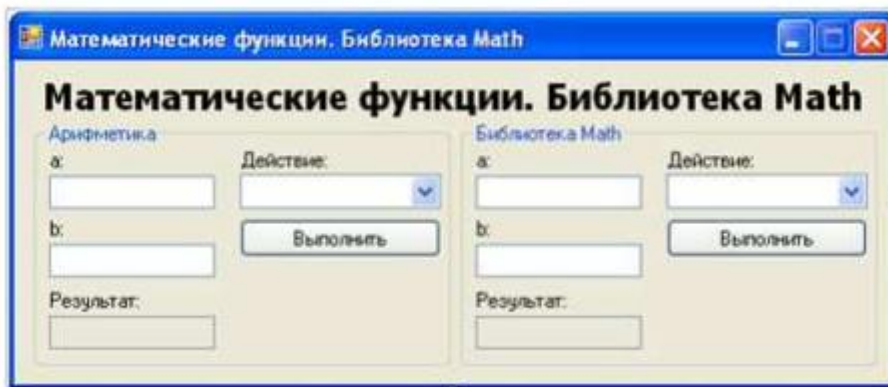 Математические функции. Библиотека Math
Математические функции. Библиотека Math
Арифметика
a:
Действие:
Выполнить
b:
Результат:
Библиотека Math
a:
Действие:
Выполнить
b:
Результат: